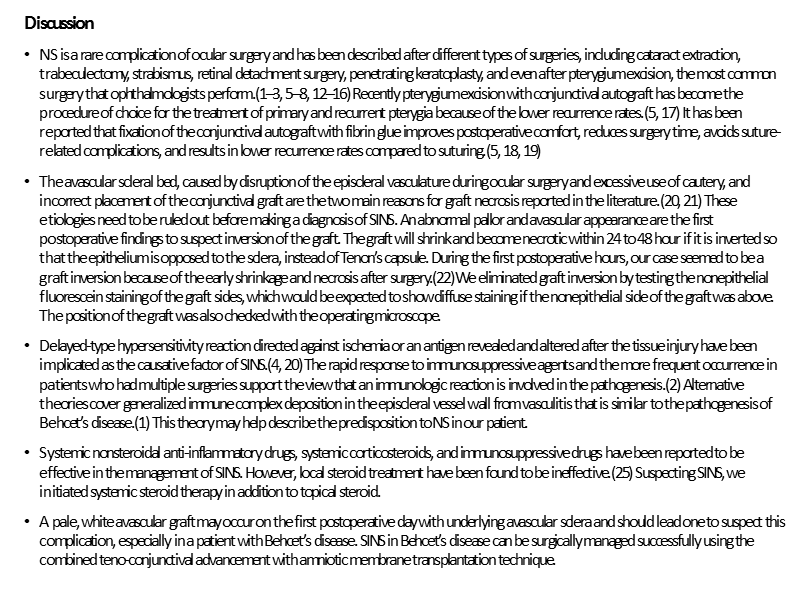 Discussion
• NS is a rare complication of ocular surgery and has been described after different types of surgeries, including cataract extraction,
trabeculectomy, strabismus, retinal detachment surgery, penetrating keratoplasty, and even after pterygium excision, the most common
surgery that ophthalmologists perform.(1–3, 5–8, 12–16) Recently pterygium excision with conjunctival autograft has become the
procedure of choice for the treatment of primary and recurrent pterygia because of the lower recurrence rates.(5, 17) It has been
reported that fixation of the conjunctival autograft with fibrin glue improves postoperative comfort, reduces surgery time, avoids suture-
related complications, and results in lower recurrence rates compared to suturing.(5, 18, 19)
• The avascular scleral bed, caused by disruption of the episcleral vasculature during ocular surgery and excessive use of cautery, and
incorrect placement of the conjunctival graft are the two main reasons for graft necrosis reported in the literature.(20, 21) These
etiologies need to be ruled out before making a diagnosis of SINS. An abnormal pallor and avascular appearance are the first
postoperative findings to suspect inversion of the graft. The graft will shrink and become necrotic within 24 to 48 hour if it is inverted so
that the epithelium is opposed to the sclera, instead of Tenon's capsule. During the first postoperative hours, our case seemed to be a
graft inversion because of the early shrinkage and necrosis after surgery.(22) We eliminated graft inversion by testing the nonepithelial
fluorescein staining of the graft sides, which would be expected to show diffuse staining if the nonepithelial side of the graft was above.
The position of the graft was also checked with the operating microscope.
• Delayed-type hypersensitivity reaction directed against ischemia or an antigen revealed and altered after the tissue injury have been
implicated as the causative factor of SINS.(4, 20) The rapid response to immunosuppressive agents and the more frequent occurrence in
patients who had multiple surgeries support the view that an immunologic reaction is involved in the pathogenesis.(2) Alternative
theories cover generalized immune complex deposition in the episcleral vessel wall from vasculitis that is similar to the pathogenesis of
Behcet's disease.(1) This theory may help describe the predisposition to NS in our patient.
• Systemic nonsteroidal anti-inflammatory drugs, systemic corticosteroids, and immunosuppressive drugs have been reported to be
effective in the management of SINS. However, local steroid treatment have been found to be ineffective.(25) Suspecting SINS, we
initiated systemic steroid therapy in addition to topical steroid.
• A pale, white avascular graft may occur on the first postoperative day with underlying avascular sclera and should lead one to suspect this
complication, especially in a patient with Behcet's disease. SINS in Behcet's disease can be surgically managed successfully using the
combined teno-conjunctival advancement with amniotic membrane transplantation technique.